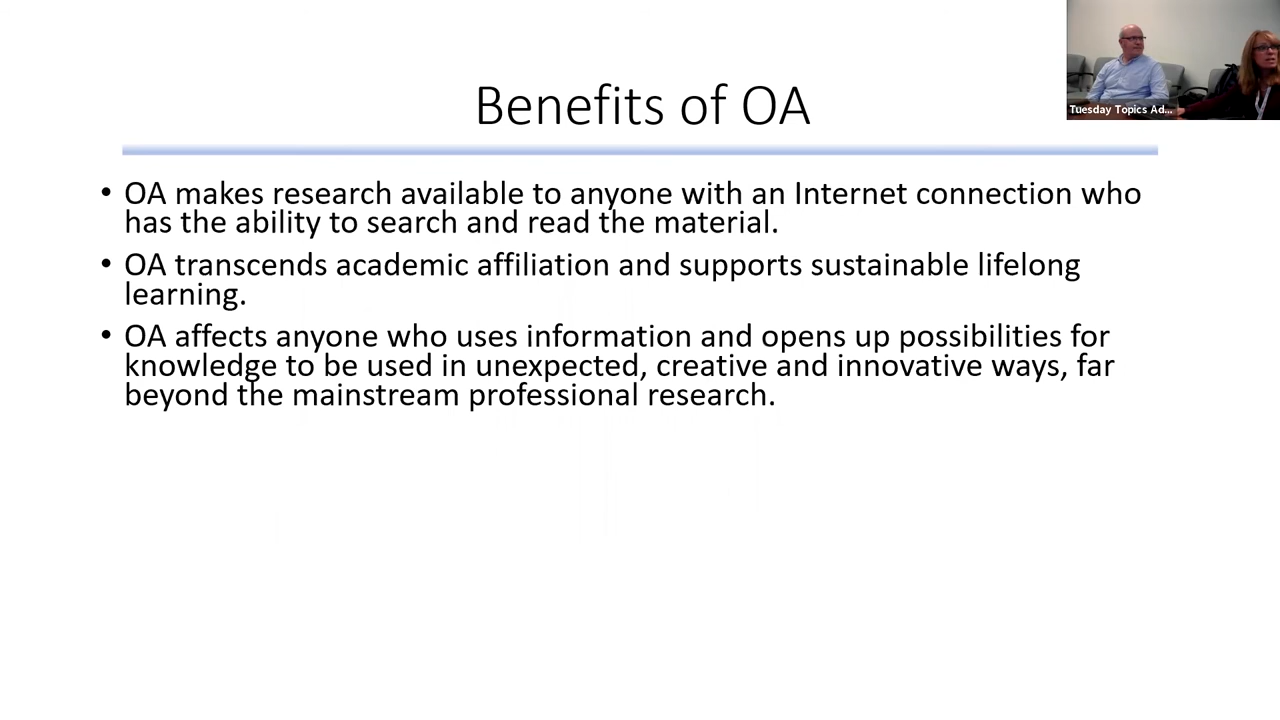 Benefits of OA
Tuesday Topics Ad...
• OA makes research available to anyone with an Internet connection who
has the ability to search and read the material.
• OA transcends academic affiliation and supports sustainable lifelong
learning.
• OA affects anyone who uses information and opens up possibilities for
knowledge to be used in unexpected, creative and innovative ways, far
beyond the mainstream professional research.